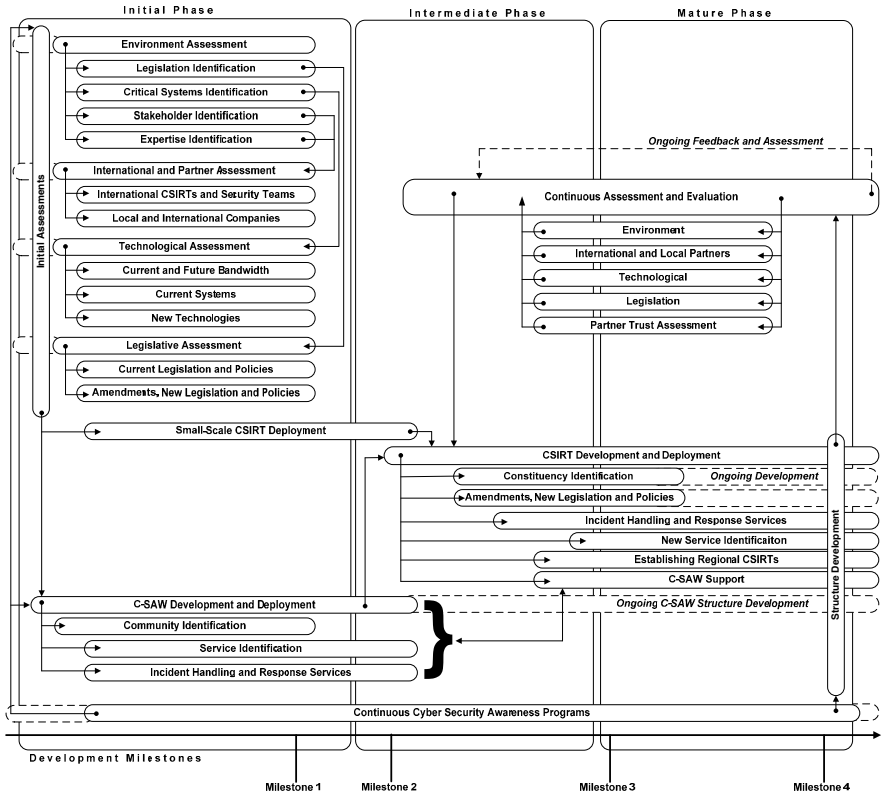 Initial Phase
Intermediate Phase
Mature Phase
Environment Assessment
Legislation Identification
Critical Systems Identification
Stakeholder Identification
Expertise Identification
International and Partner Assessment
International CSIRTs and Security Teams
Local and International Companies
Technological Assessment
Current and Future Bandwidth
Current Systems
New Technologies
Legislative Assessment
Current Legislation and Policies
Amendments, New Legislation and Policies
Initial Assessments
Small-Scale CSIRT Deployment
Ongoing Feedback and Assessment
Continuous Assessment and Evaluation
Environment
International and Local Partners
Technological
Legislation
Partner Trust Assessment
CSIRT Development and Deployment
Constituency Identification
Ongoing Development
Amendments, New Legislation and Policies
Incident Handling and Response Services
New Service Identificaiton
Establishing Regional CSIRTs
C-SAW Support
Structure Development
C-SAW Development and Deployment
Ongoing C-SAW Structure Development
Community Identification
Service Identification
Incident Handling and Response Services
}
Continuous Cyber Security Awareness Programs
Development Milestones
Milestone 1
Milestone 2
Milestone 3
Milestone 4